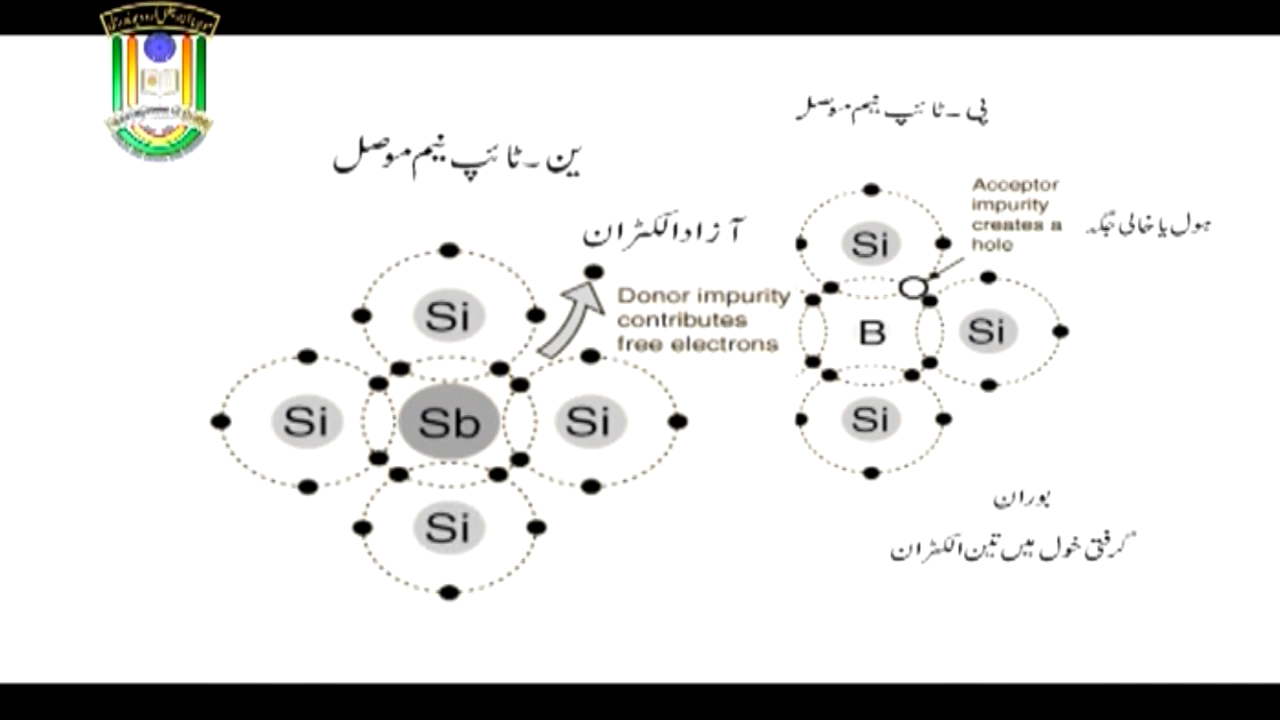 ین ۔ ٹائپ نیم موصل
آزاد الکٹران
Donor impurity
contributes
free electrons
Si
Si
Sb
Si
Si
پی ۔ ٹائپ نیم موصل
Acceptor
impurity
creates a
hole
ہول یا خالی جگہ
Si
B
Si
Si
بوران
گرفتی خول میں تین الکٹران